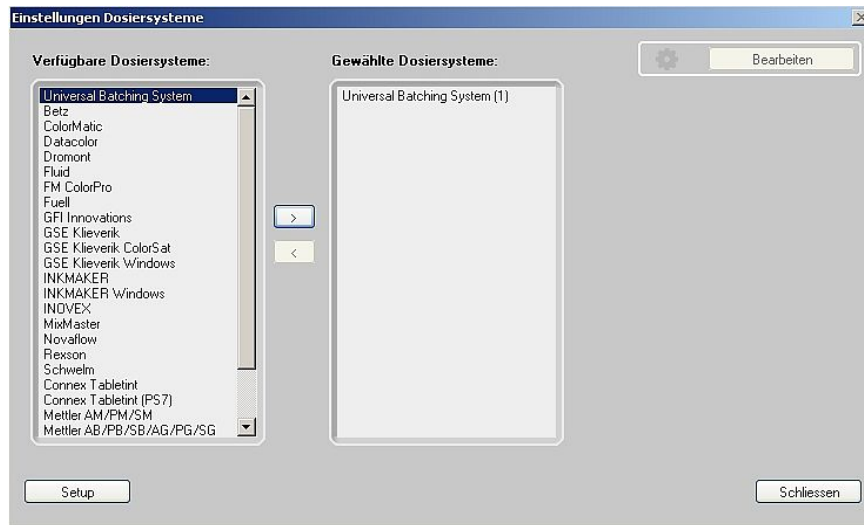 Einstellungen Dosiersysteme
Verfügbare Dosiersysteme:
Gewählte Dosiersysteme:
Bearbeiten
Universal Batching System
Betz
ColorMatic
Datacolor
Dromont
Fluid
FM ColorPro
Fuell
GFI Innovations
GSE Klieverik
GSE Klieverik ColorSat
GSE Klieverik Windows
INKMAKER
INKMAKER Windows
INOVEX
MixMaster
Novaflow
Rexson
Schwelm
Connex Tabletint
Connex Tabletint (PS7)
Mettler AM/PM/SM
Mettler AB/PB/SB/AG/PG/SG
>
<
Universal Batching System (1)
Setup
Schliessen